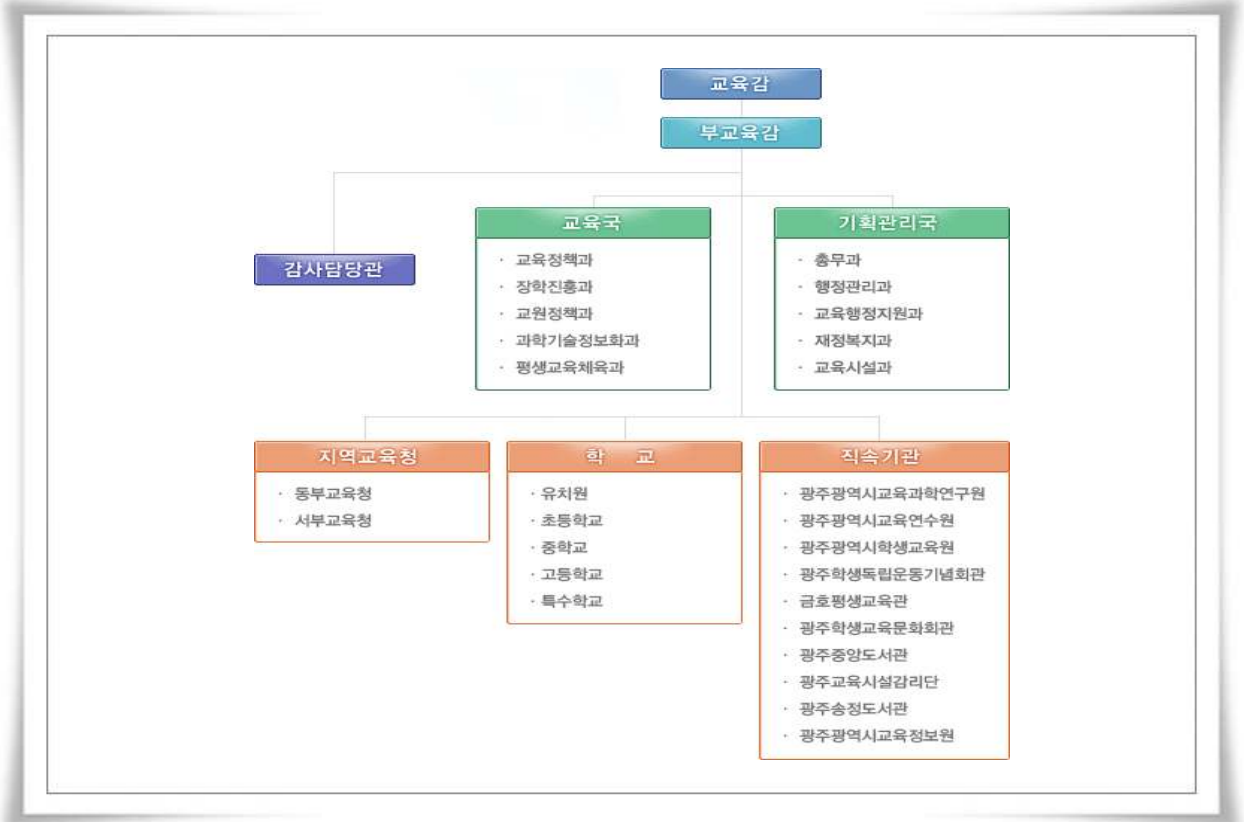 교육감
부교육감
감사담당관
교육국
· 교육정책과
· 장학진흥과
· 교원정책과
· 과학기술정보화과
· 평생교육체육과
기획관리국
· 총무과
· 행정관리과
· 교육행정지원과
· 재정복지과
· 교육시설과
지역교육청
· 동부교육청
· 서부교육청
학 교
· 유치원
· 초등학교
· 중학교
· 고등학교
· 특수학교
직속기관
· 광주광역시교육과학연구원
· 광주광역시교육연수원
· 광주광역시학생교육원
· 광주학생독립운동기념회관
· 금호평생교육관
· 광주학생교육문화회관
· 광주중앙도서관
· 광주교육시설감리단
· 광주송정도서관
· 광주광역시교육정보원